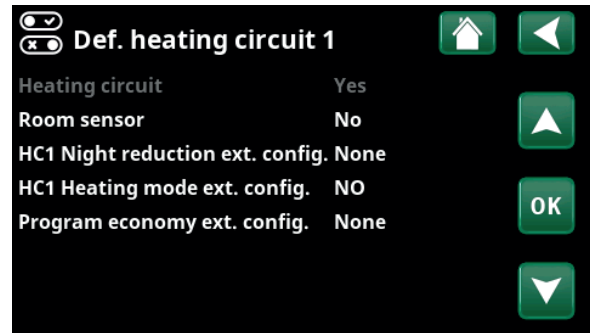 Def. heating circuit 1
Heating circuit Yes
Room sensor No
HC1 Night reduction ext. config. None
HC1 Heating mode ext. config. NO
Program economy ext. config. None
OK